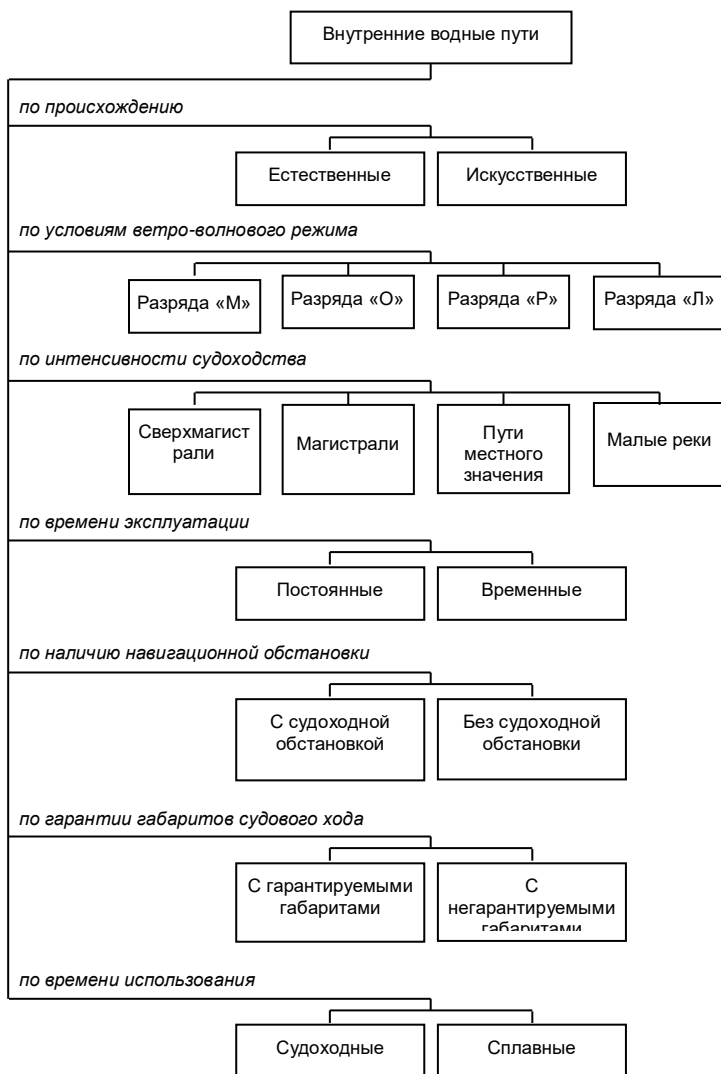 Внутренние водные пути
по происхождению
Естественные
Искусственные
по условиям ветро-волнового режима
Разряда «М»
Разряда «О»
Разряда «Р»
Разряда «Л»
по интенсивности судоходства
Сверхмагист
рали
Магистрали
Пути
местного
значения
Малые реки
по времени эксплуатации
Постоянные
Временные
по наличию навигационной обстановки
С судоходной
обстановкой
Без судоходной
обстановки
по гарантии габаритов судового хода
С гарантируемыми
габаритами
С
негарантируемыми
габаритами
по времени использования
Судоходные
Сплавные